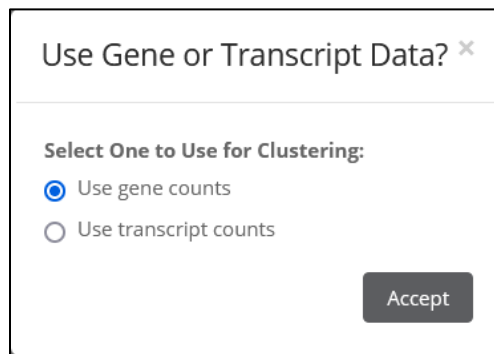 Use Gene or Transcript Data? ×
Select One to Use for Clustering:
Use gene counts
Use transcript counts
Accept